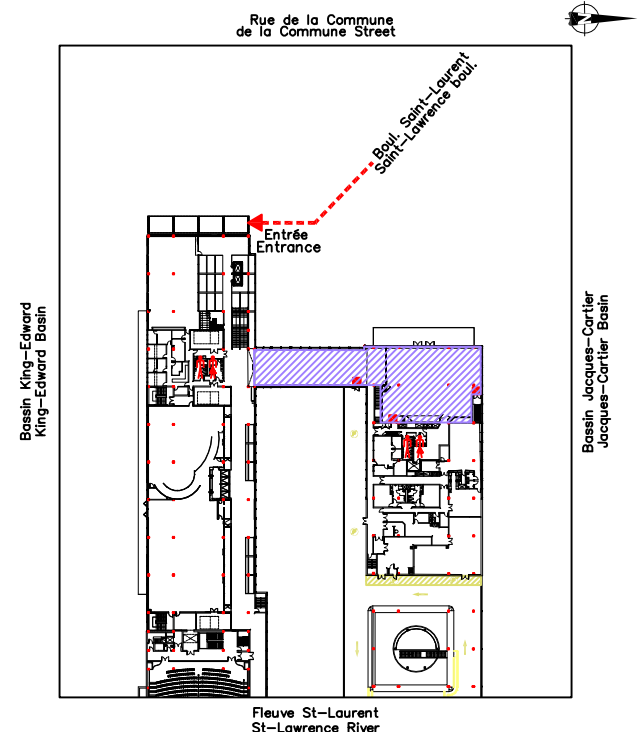 Rue de la Commune
de la Commune Street
N
Boul. Saint-Laurent
Saint-Lawrence boul.
Entrée
Entrance
Bassin King-Edward
King-Edward Basin
Bassin Jacques-Cartier
Jacques-Cartier Basin
Fleuve St-Laurent
St-Lawrence River